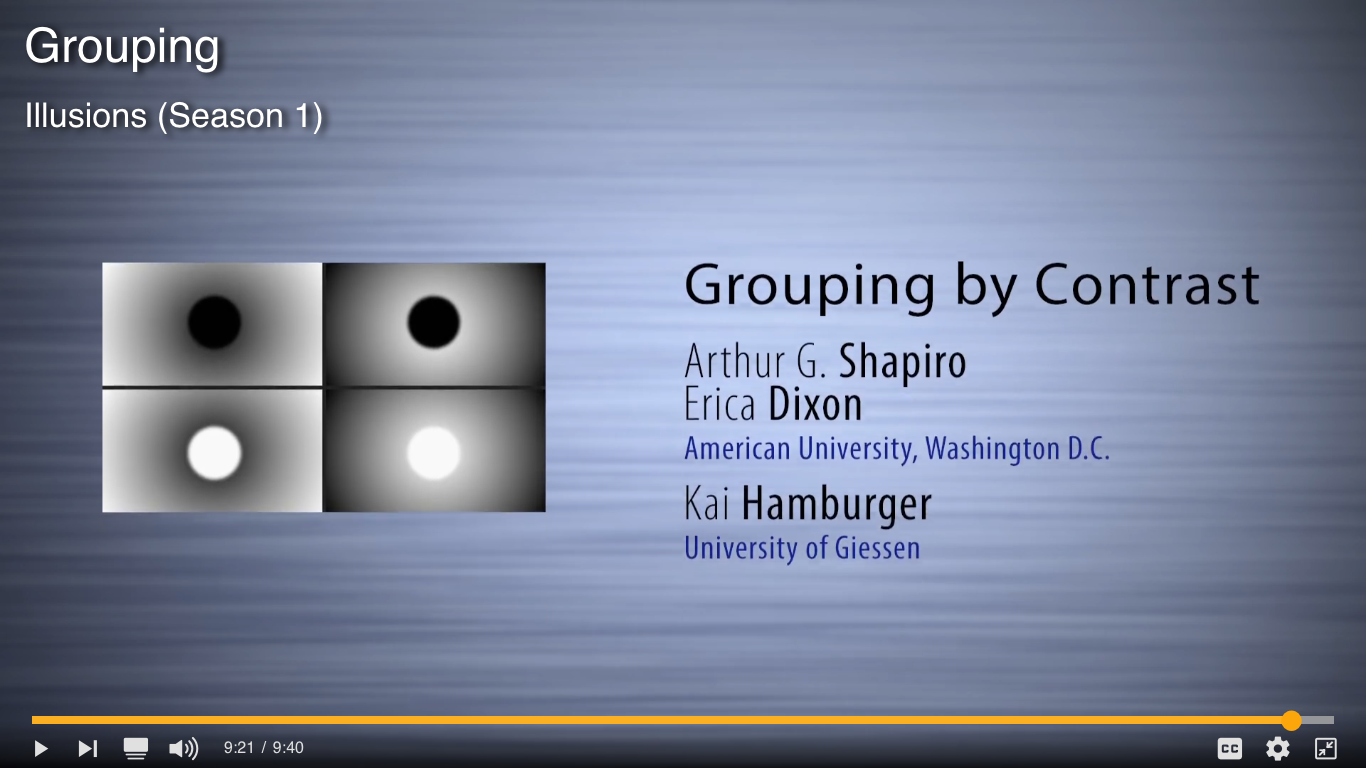 Grouping
Illusions (Season 1)
Grouping by Contrast
Arthur G. Shapiro
Erica Dixon
American University, Washington D.C.
Kai Hamburger
University of Giessen
9:21 / 9:40
CC